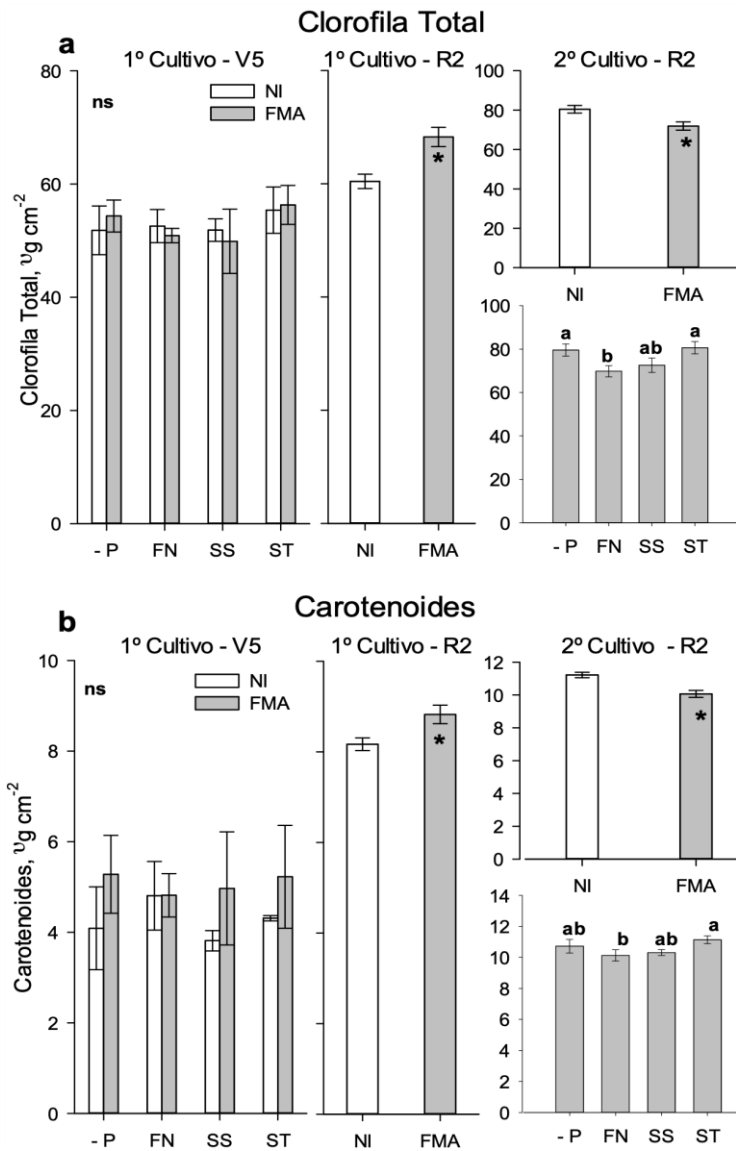 Clorofila Total
a
1º Cultivo - V5
1º Cultivo - R2
2º Cultivo - R2
ns
NI
FMA
Clorofila Total, υg cm-2
80
60
40
20
0
- P FN SS ST
*
NI FMA
100
80
60
40
20
0
*
NI FMA
100
80
60
40
20
0
a b ab a
- P FN SS ST
Carotenoides
b
1º Cultivo - V5
1º Cultivo - R2
2º Cultivo - R2
ns
NI
FMA
Carotenoides, υg cm-2
10
8
6
4
2
0
- P FN SS ST
*
NI FMA
12
10
8
6
4
2
0
*
NI FMA
14
12
10
8
6
4
2
0
ab b ab a
- P FN SS ST